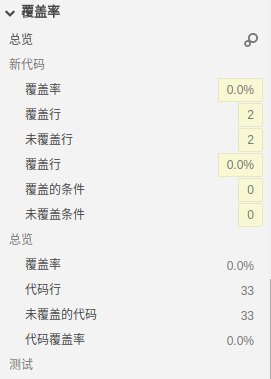 覆盖率
总览
新代码
覆盖率 0.0%
覆盖行 2
未覆盖行 2
覆盖行 0.0%
覆盖的条件 0
未覆盖条件 0
总览
覆盖率 0.0%
代码行 33
未覆盖的代码 33
代码覆盖率 0.0%
测试